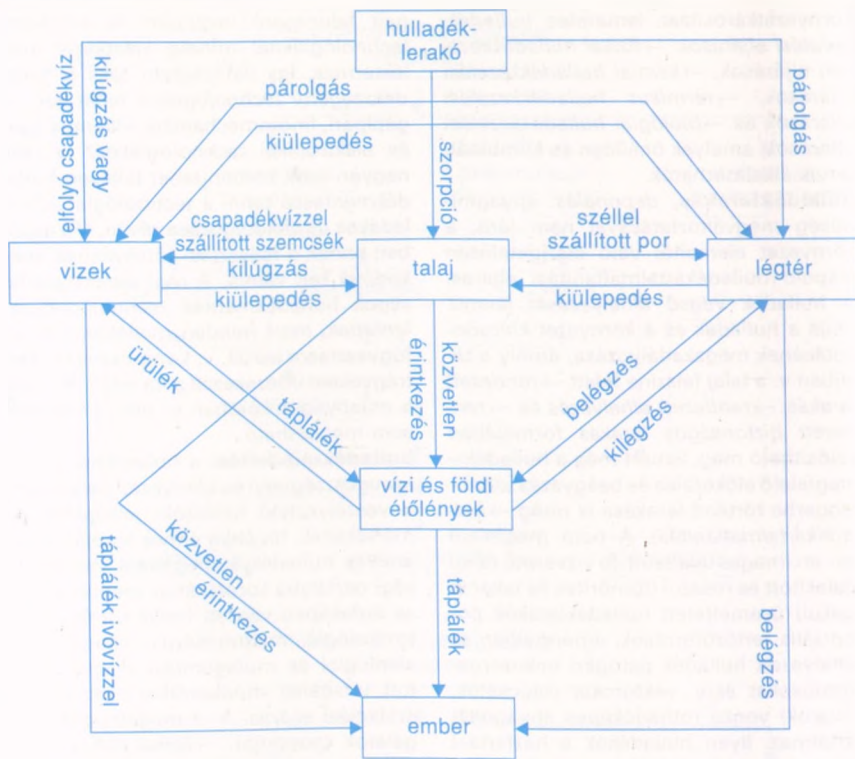 hulladék-
lerakó
elfolyó csapadékvíz
kilúgzás vagy
párolgás
kiülepedés
szorpció
párolgás
csapadékvízzel
szállított szemcsék
széllel
szállított por
vizek
talaj
légtér
kilúgzás
kiülepedés
kiülepedés
ürülék
táplálék
érintkezés
közvetlen
belégzés
kilégzés
vízi és földi
élőlények
közvetlen
érintkezés
táplálék ivóvízzel
táplálék
belégzés
ember